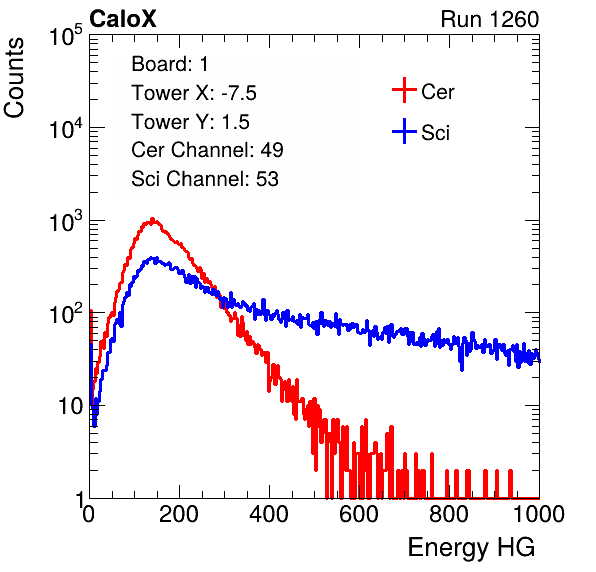 CaloX Run 1260
Counts
10^5
10^4
10^3
10^2
10
1
Board: 1
Tower X: -7.5
Tower Y: 1.5
Cer Channel: 49
Sci Channel: 53
Cer
Sci
0 200 400 600 800 1000
Energy HG